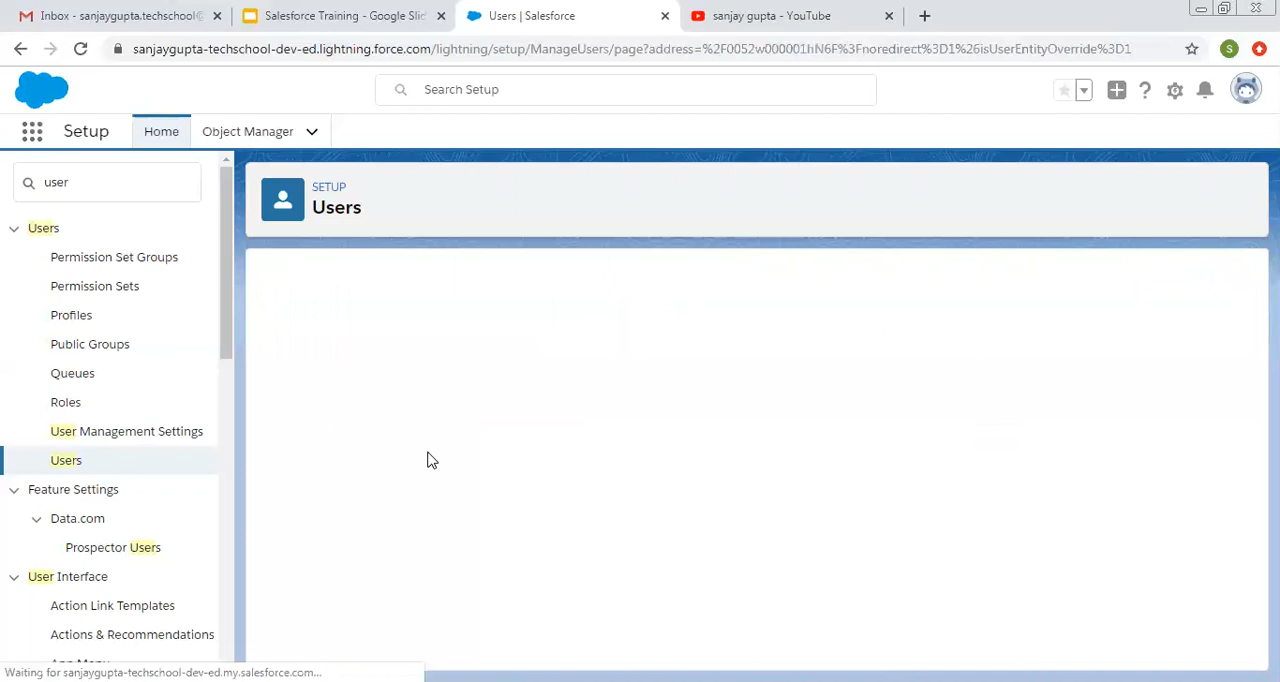 Inbox - sanjaygupta.techschool@
Salesforce Training - Google Slid
Users | Salesforce
sanjay gupta - YouTube
sanjaygupta-techschool-dev-ed.lightning.force.com/lightning/setup/ManageUsers/page?address=%2F0052w000001hN6F%3Fnoredirect%3D1%26isUserEntityOverride%3D1
S
Search Setup
Setup
Home
Object Manager
user
SETUP
Users
Users
Permission Set Groups
Permission Sets
Profiles
Public Groups
Queues
Roles
User Management Settings
Users
Feature Settings
Data.com
Prospector Users
User Interface
Action Link Templates
Actions & Recommendations
App Menu
Waiting for sanjaygupta-techschool-dev-ed.my.salesforce.com...